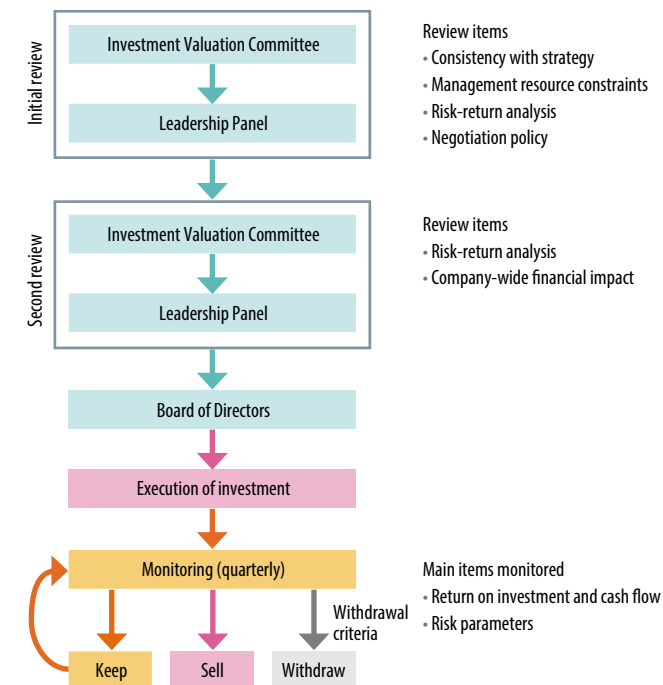 Initial review
Investment Valuation Committee
Leadership Panel
Review items
• Consistency with strategy
• Management resource constraints
• Risk-return analysis
• Negotiation policy
Second review
Investment Valuation Committee
Leadership Panel
Review items
• Risk-return analysis
• Company-wide financial impact
Board of Directors
Execution of investment
Monitoring (quarterly)
Main items monitored
• Return on investment and cash flow
• Risk parameters
Withdrawal
criteria
Keep
Sell
Withdraw